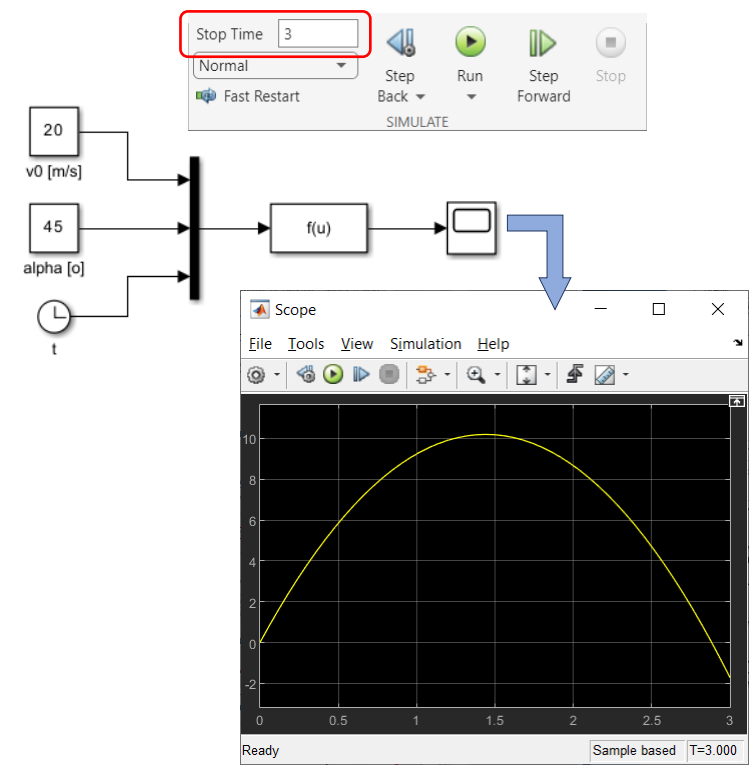 Stop Time 3
Normal
Fast Restart
Step Back
Run
Step Forward
Stop
SIMULATE
20
v0 [m/s]
45
alpha [o]
t
f(u)
Scope
File Tools View Simulation Help
10
8
6
4
2
0
-2
0 0.5 1 1.5 2 2.5 3
Ready Sample based T=3.000